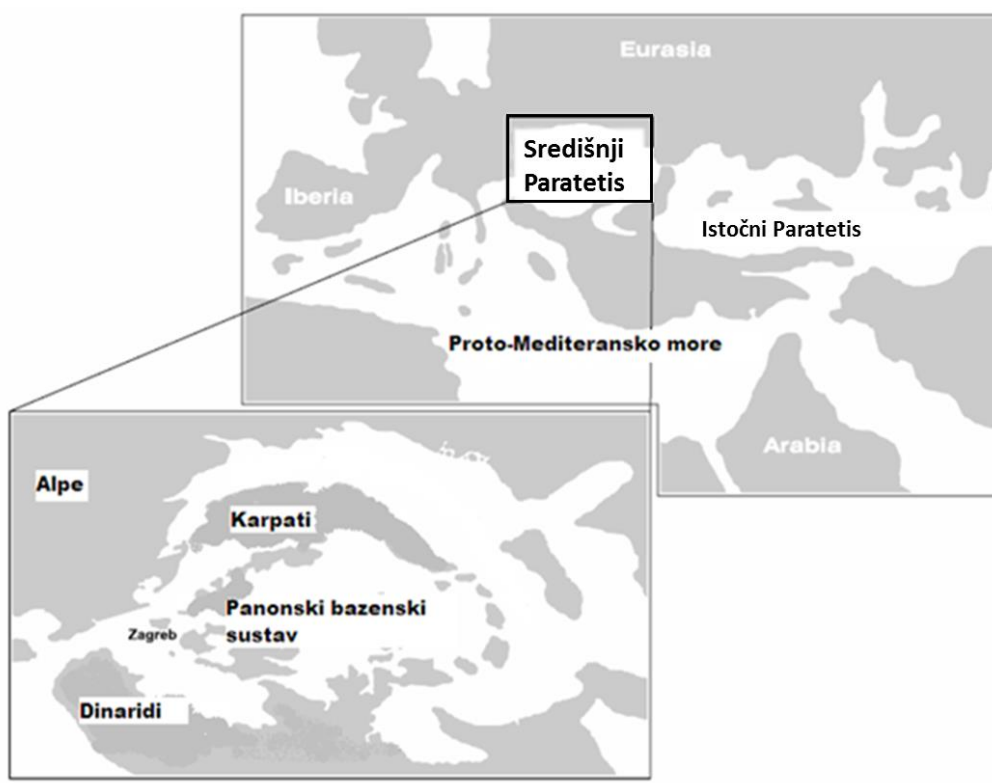 Eurasia
Središnji
Paratetis
Iberia
Istočni Paratetis
Proto-Mediteransko more
Arabia
Alpe
Karpati
Panonski bazenski
sustav
Zagreb
Dinaridi